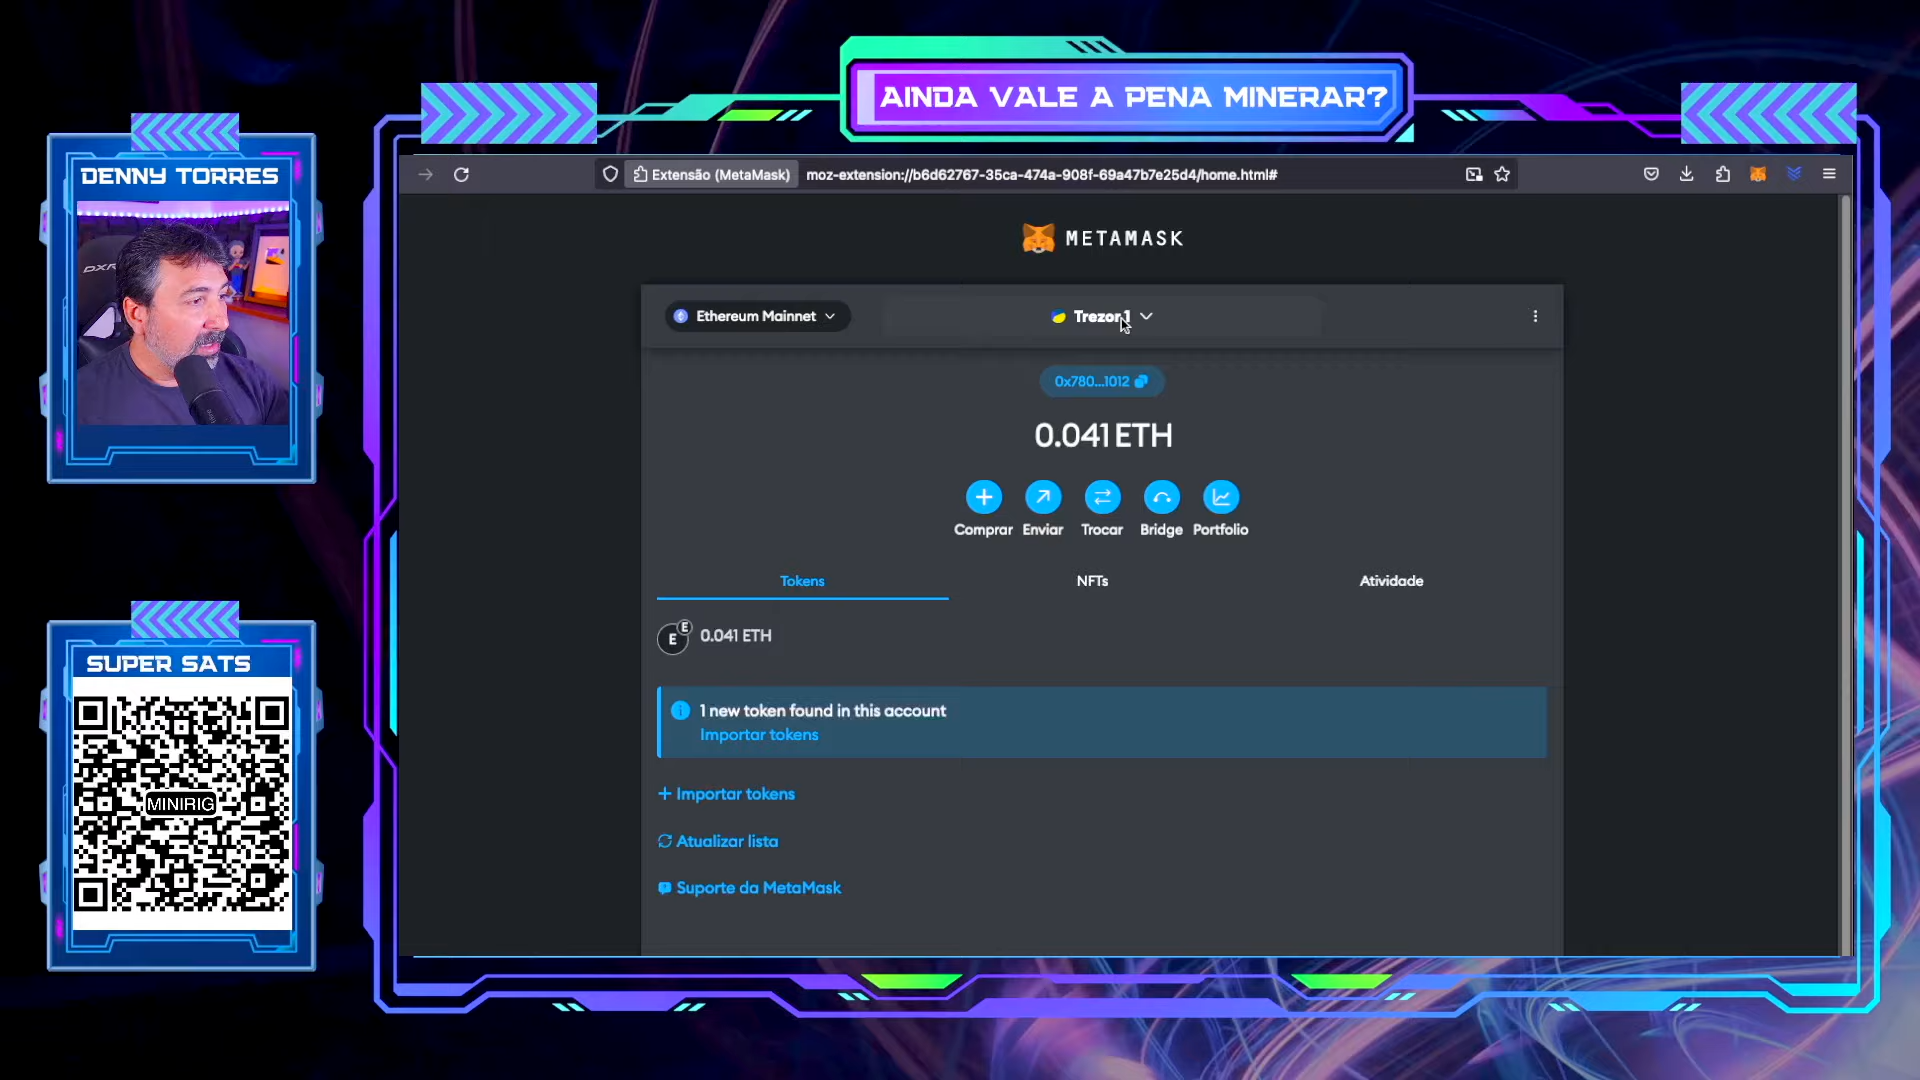 AINDA VALE A PENA MINERAR?
DENNY TORRES
DXR
SUPER SATS
MINIRIG
Extensão (MetaMask)
moz-extension://b6d62767-35ca-474a-908f-69a47b7e25d4/home.html#
METAMASK
Ethereum Mainnet
Trezor 1
0x780...1012
0.041 ETH
Comprar
Enviar
Trocar
Bridge
Portfolio
Tokens
NFTs
Atividade
E
E
0.041 ETH
1 new token found in this account
Importar tokens
Importar tokens
Atualizar lista
Suporte da MetaMask